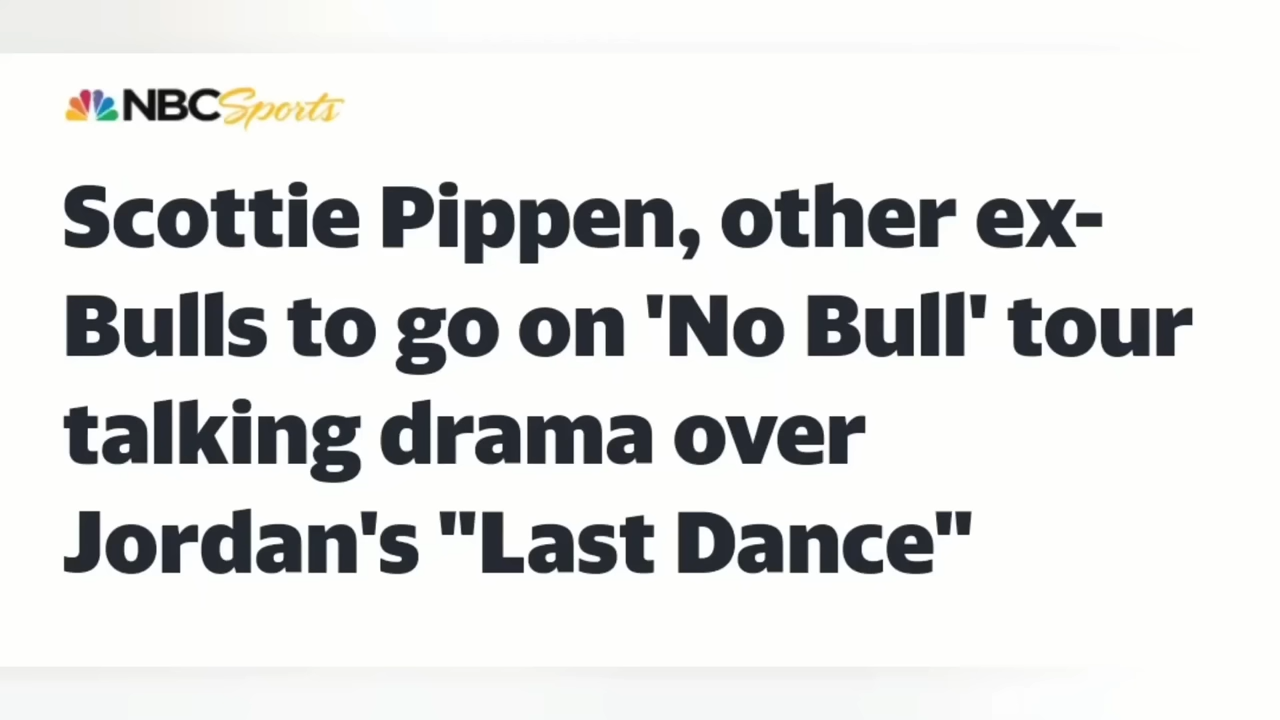 NBC Sports
Scottie Pippen, other ex-
Bulls to go on 'No Bull' tour
talking drama over
Jordan's "Last Dance"